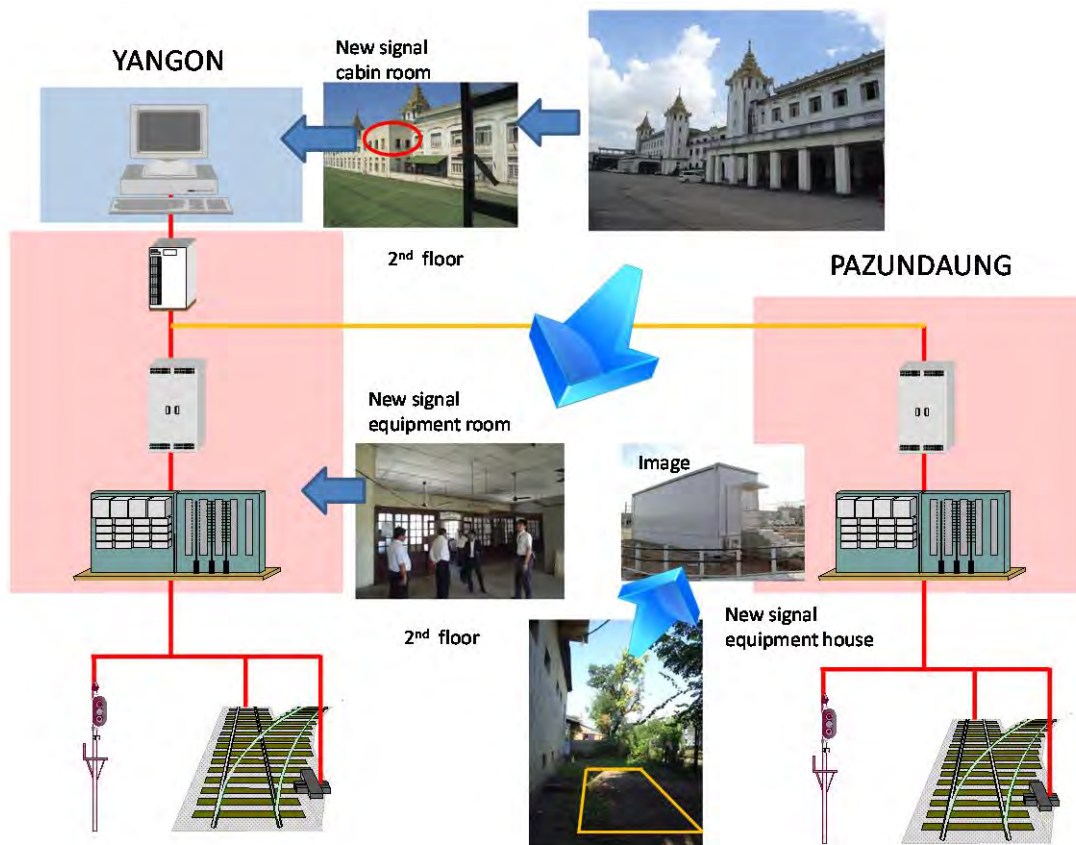 YANGON
New signal
cabin room
2nd floor
PAZUNDAUNG
New signal
equipment room
Image
2nd floor
New signal
equipment house